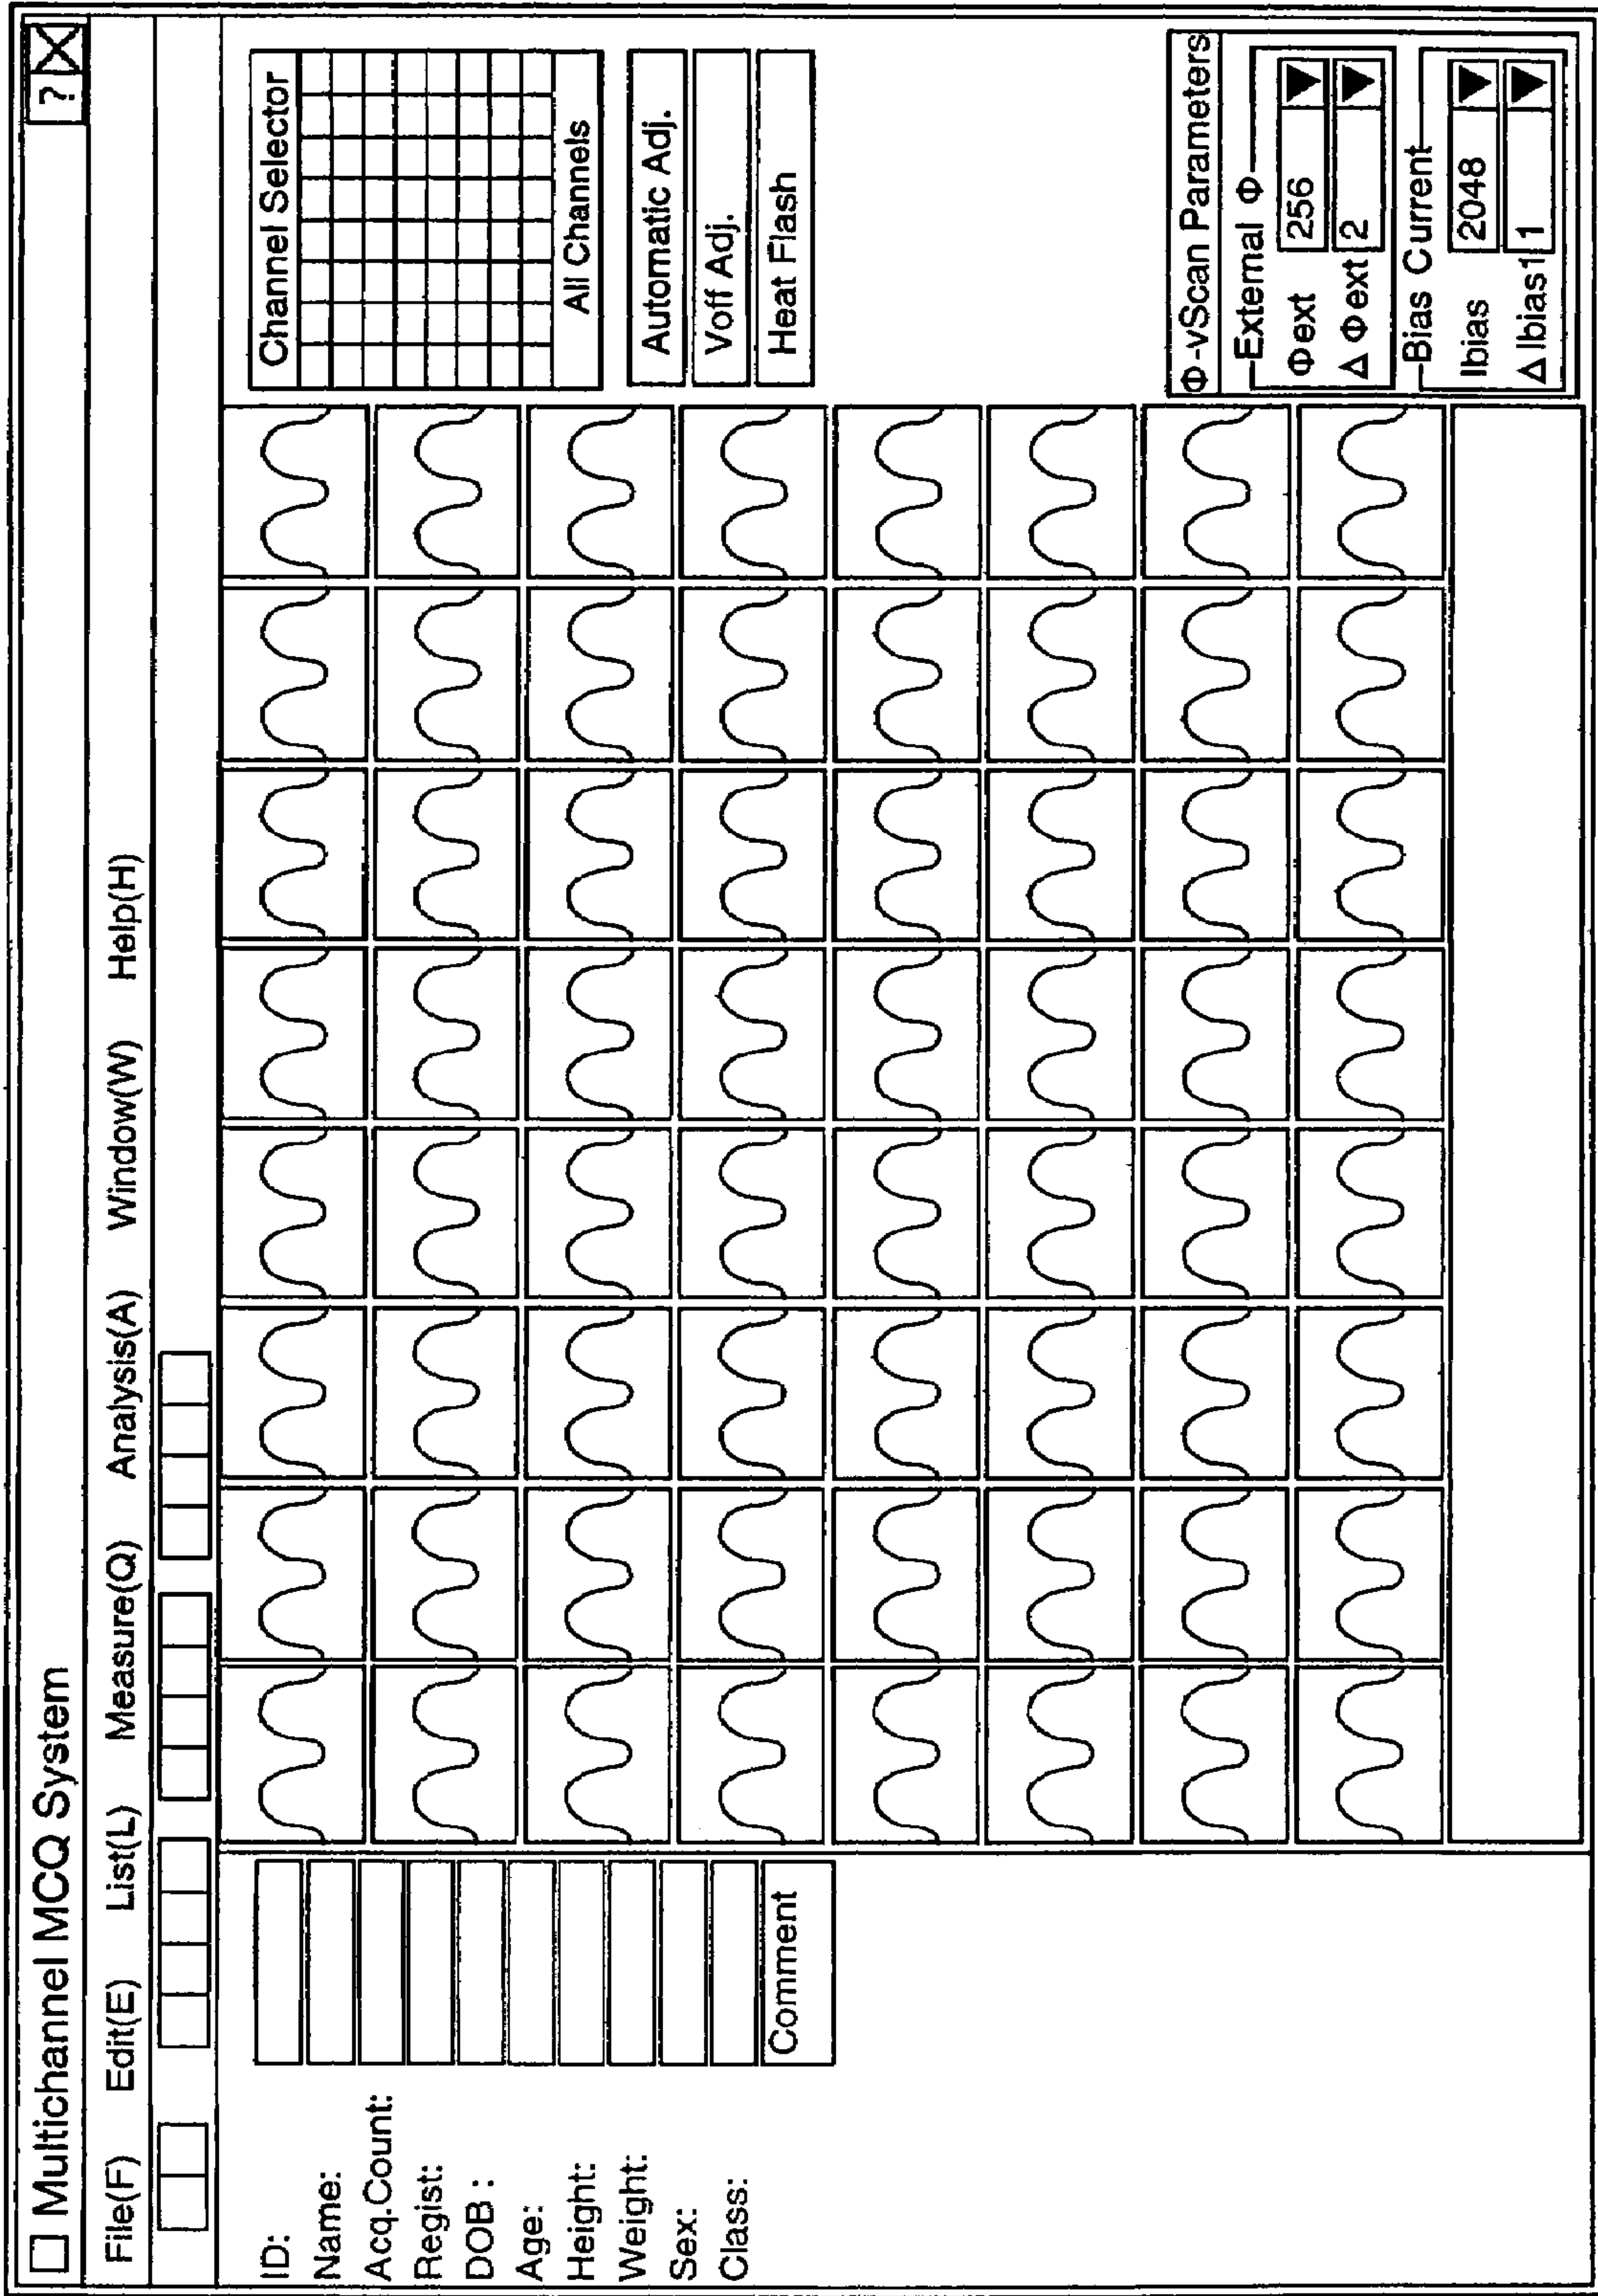 Multichannel MCQ System
?
File(F) Edit(E) List(L) Measure(Q) Analysis(A) Window(W) Help(H)
ID:
Name:
Acq.Count:
Regist:
DOB :
Age:
Height:
Weight:
Sex:
Class:
Comment
Channel Selector
All Channels
Automatic Adj.
Voff Adj.
Heat Flash
Φ-vScan Parameters
External Φ
Φext 256
Δ Φext 2
Bias Current
Ibias 2048
Δ Ibias1 1